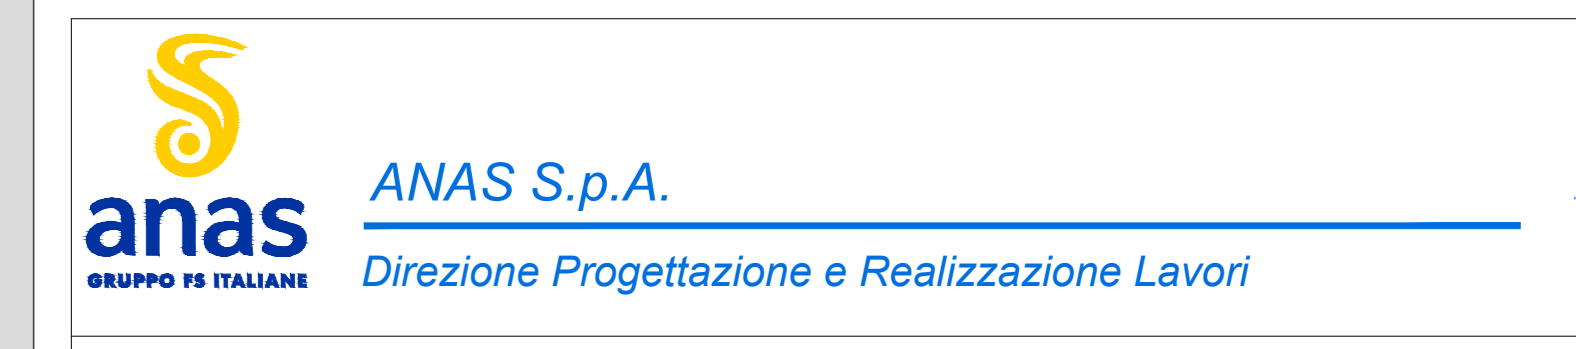 anas
GRUPPO FS ITALIANE
ANAS S.p.A.
Direzione Progettazione e Realizzazione Lavori